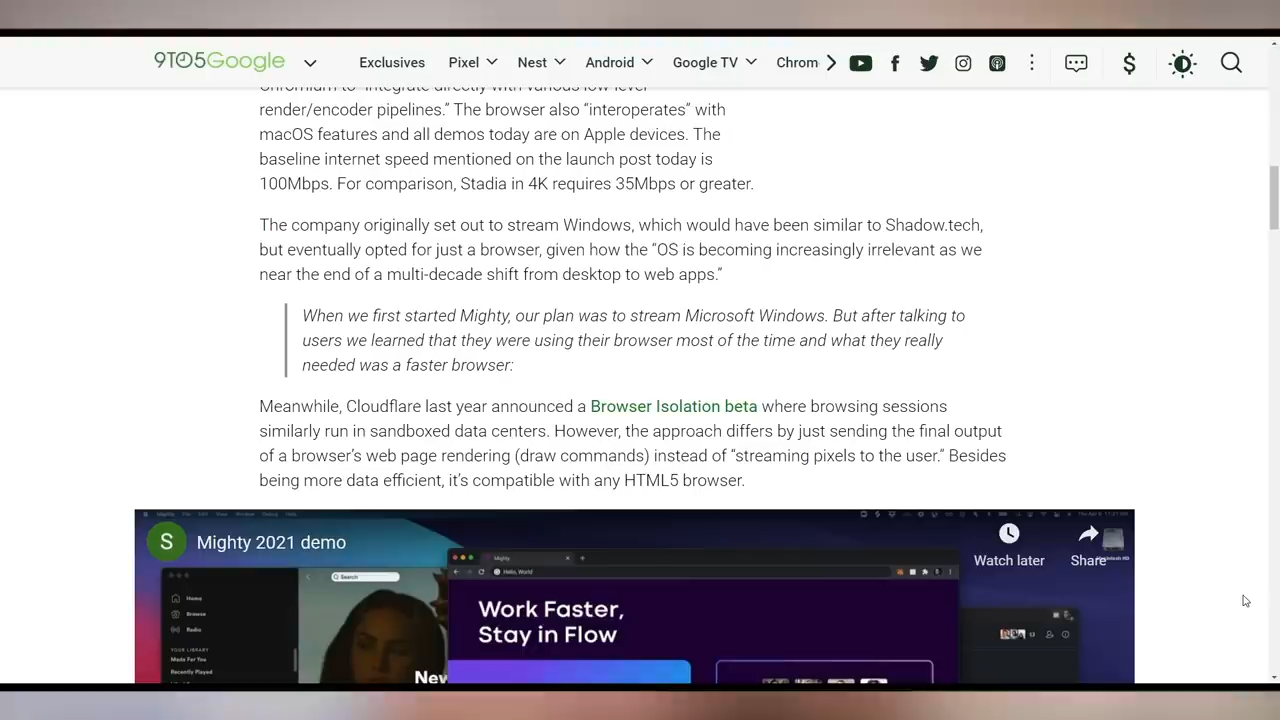 9TO5Google
Exclusives Pixel Nest Android Google TV Chrom
Chromium to “integrate directly with various low-level
render/encoder pipelines.” The browser also “interoperates” with
macOS features and all demos today are on Apple devices. The
baseline internet speed mentioned on the launch post today is
100Mbps. For comparison, Stadia in 4K requires 35Mbps or greater.
The company originally set out to stream Windows, which would have been similar to Shadow.tech,
but eventually opted for just a browser, given how the “OS is becoming increasingly irrelevant as we
near the end of a multi-decade shift from desktop to web apps.”
When we first started Mighty, our plan was to stream Microsoft Windows. But after talking to
users we learned that they were using their browser most of the time and what they really
needed was a faster browser:
Meanwhile, Cloudflare last year announced a Browser Isolation beta where browsing sessions
similarly run in sandboxed data centers. However, the approach differs by just sending the final output
of a browser’s web page rendering (draw commands) instead of “streaming pixels to the user.” Besides
being more data efficient, it’s compatible with any HTML5 browser.
S Mighty 2021 demo
Watch later Share
Mighty
Hello, World
Search
Home
Browse
Radio
YOUR LIBRARY
Made For You
Recently Played
New
Work Faster,
Stay in Flow